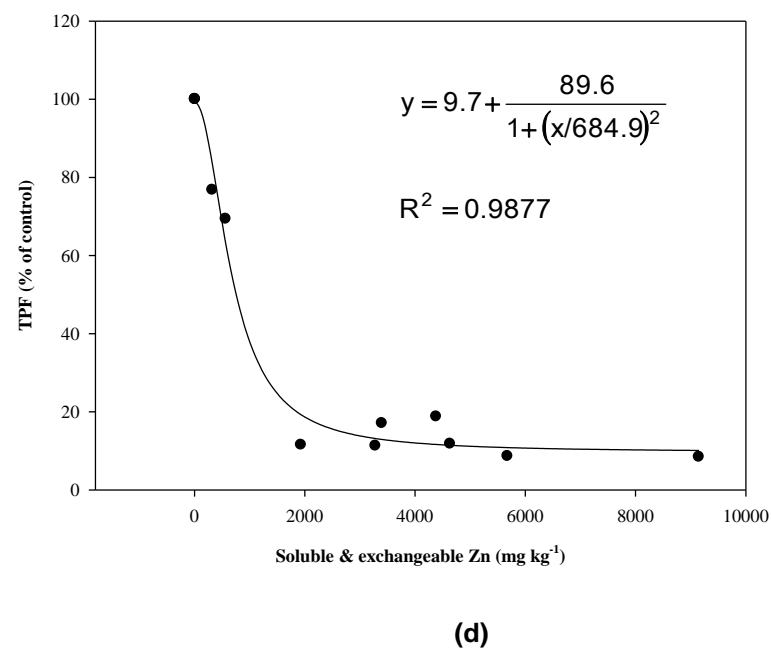 120
100
80
60
40
20
0
TPF (% of control)
y = 9.7 + 89.6 / 1+(x/684.9)²
R² = 0.9877
0 2000 4000 6000 8000 10000
Soluble & exchangeable Zn (mg kg⁻¹)
(d)